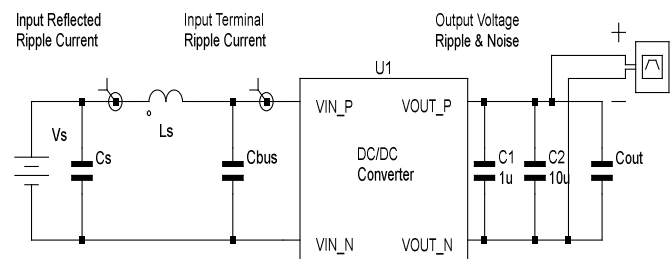 Input Reflected
Ripple Current
Input Terminal
Ripple Current
Output Voltage
Ripple & Noise
+
−
U1
Vs
Cs
Ls
Cbus
VIN_P
VOUT_P
DC/DC
Converter
VIN_N
VOUT_N
C1
1u
C2
10u
Cout